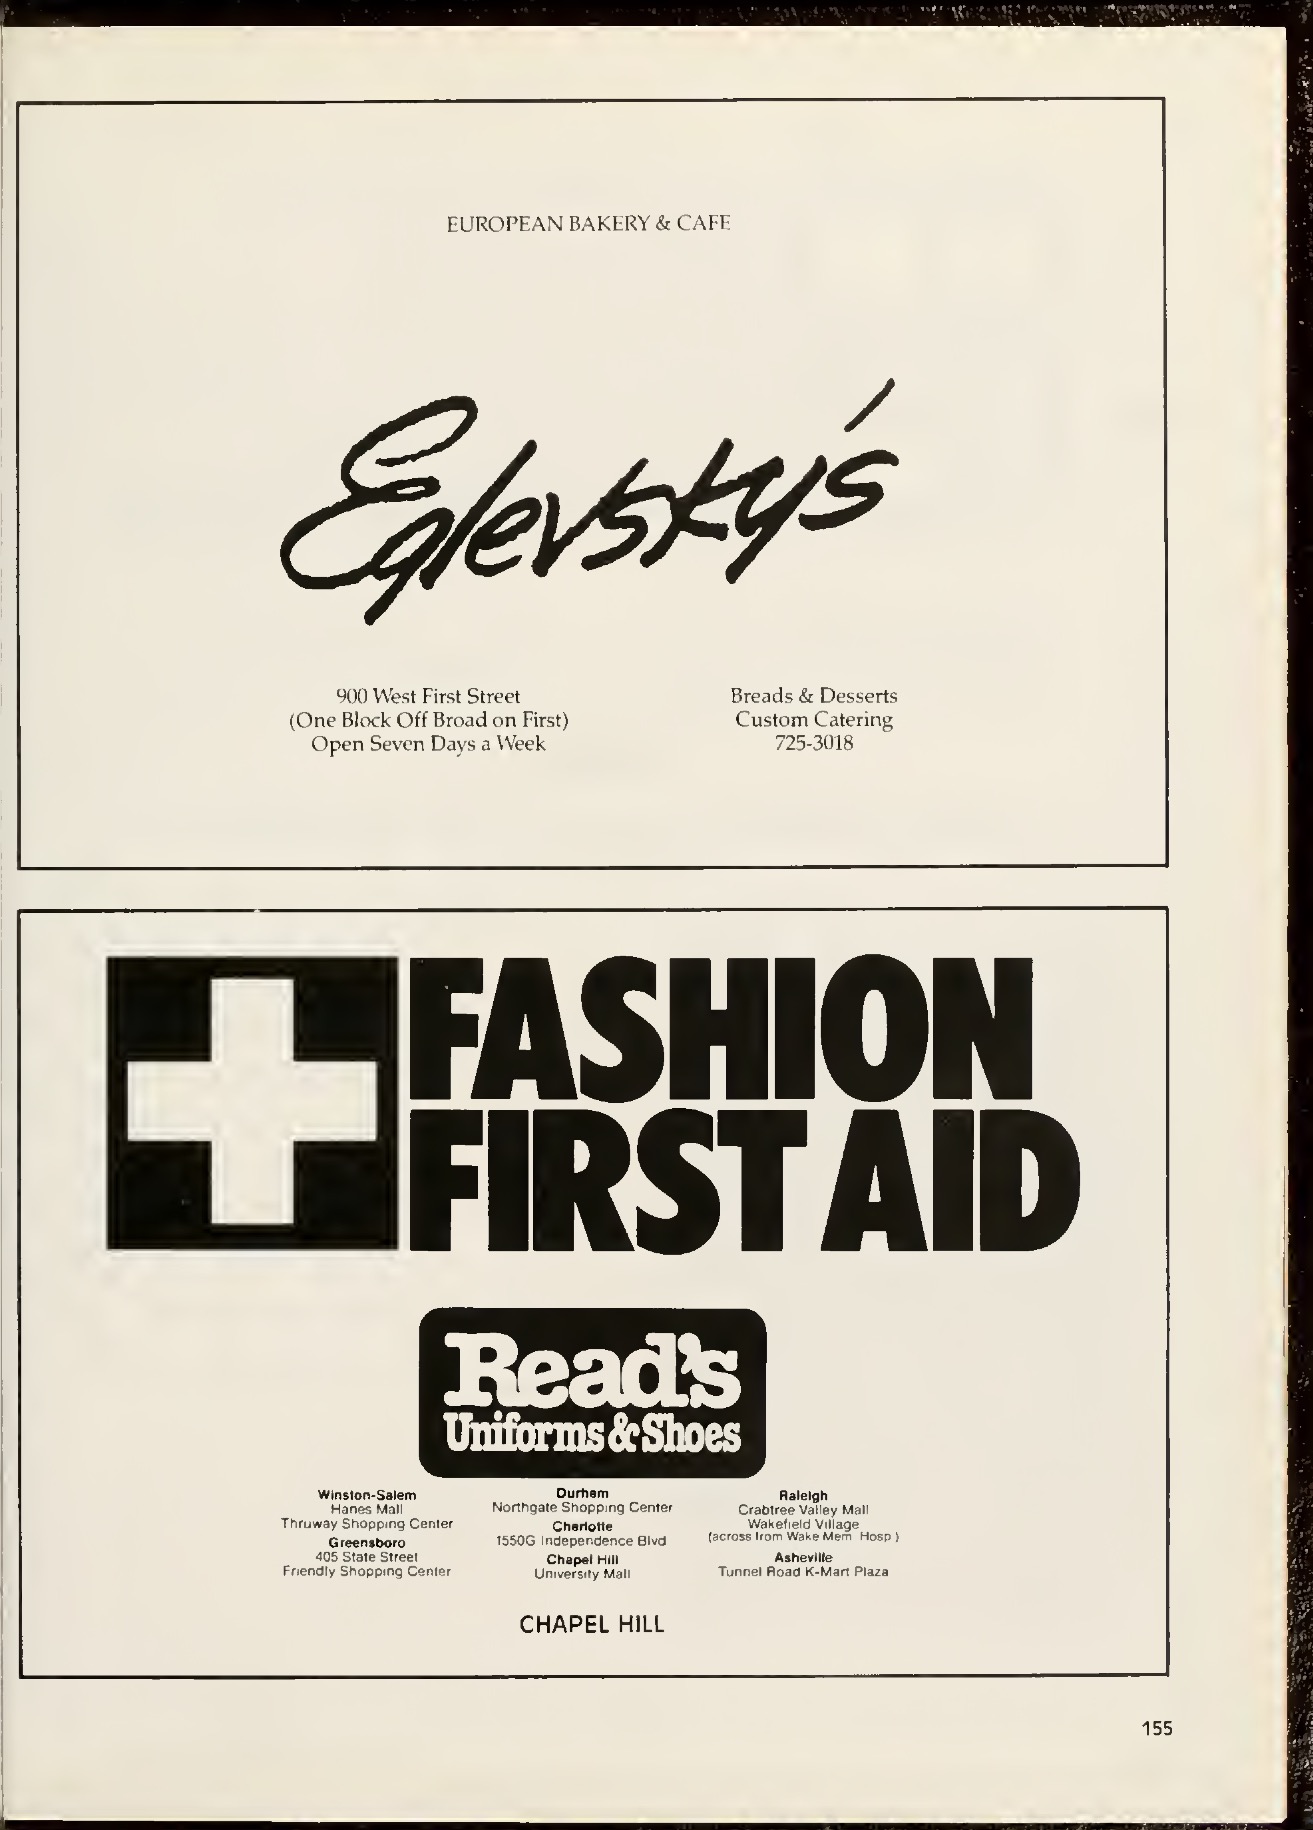 EUROPEAN BAKERY & CAFE
Eglevsky's
900 West First Street
(One Block Off Broad on First)
Open Seven Days a Week
Breads & Desserts
Custom Catering
725-3018
FASHION
FIRST AID
Read's
Uniforms & Shoes
Winston-Salem
Hanes Mall
Thruway Shopping Center
Greensboro
405 State Street
Friendly Shopping Center
Durham
Northgate Shopping Center
Charlotte
1550G Independence Blvd
Chapel Hill
University Mall
Raleigh
Crabtree Valley Mall
Wakefield Village
(across from Wake Mem Hosp )
Asheville
Tunnel Road K-Mart Plaza
CHAPEL HILL
155